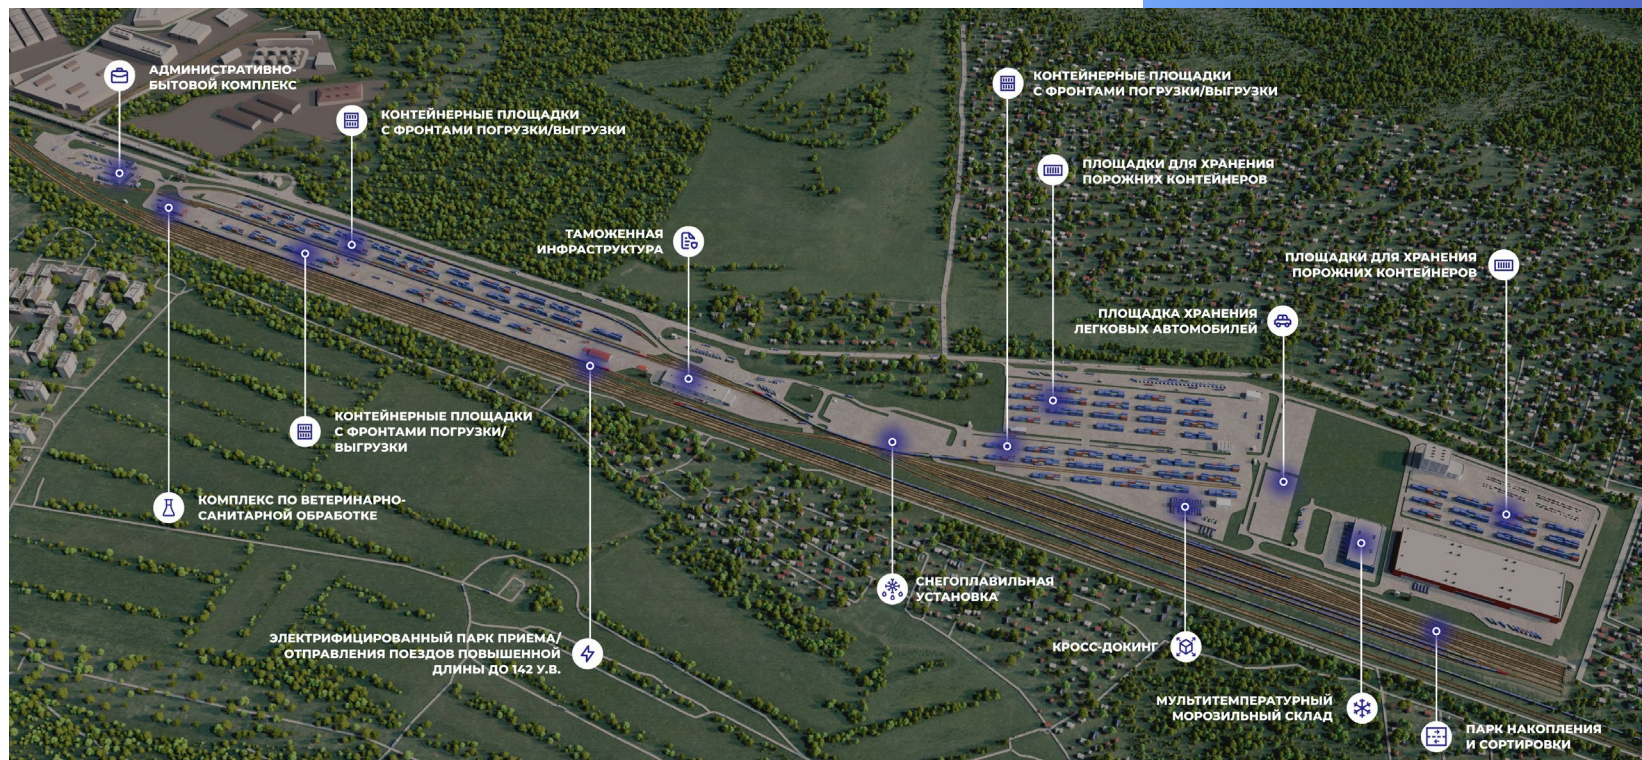 АДМИНИСТРАТИВНО-
БЫТОВОЙ КОМПЛЕКС
КОНТЕЙНЕРНЫЕ ПЛОЩАДКИ
С ФРОНТАМИ ПОГРУЗКИ/ВЫГРУЗКИ
КОНТЕЙНЕРНЫЕ ПЛОЩАДКИ
С ФРОНТАМИ ПОГРУЗКИ/ВЫГРУЗКИ
ПЛОЩАДКИ ДЛЯ ХРАНЕНИЯ
ПОРОЖНИХ КОНТЕЙНЕРОВ
ТАМОЖЕННАЯ
ИНФРАСТРУКТУРА
ПЛОЩАДКИ ДЛЯ ХРАНЕНИЯ
ПОРОЖНИХ КОНТЕЙНЕРОВ
ПЛОЩАДКА ХРАНЕНИЯ
ЛЕГКОВЫХ АВТОМОБИЛЕЙ
КОНТЕЙНЕРНЫЕ ПЛОЩАДКИ
С ФРОНТАМИ ПОГРУЗКИ/
ВЫГРУЗКИ
КОМПЛЕКС ПО ВЕТЕРИНАРНО-
САНИТАРНОЙ ОБРАБОТКЕ
СНЕГОПЛАВИЛЬНАЯ
УСТАНОВКА
ЭЛЕКТРИФИЦИРОВАННЫЙ ПАРК ПРИЕМА/
ОТПРАВЛЕНИЯ ПОЕЗДОВ ПОВЫШЕННОЙ
ДЛИНЫ ДО 142 У.В.
КРОСС-ДОКИНГ
МУЛЬТИТЕМПЕРАТУРНЫЙ
МОРОЗИЛЬНЫЙ СКЛАД
ПАРК НАКОПЛЕНИЯ
И СОРТИРОВКИ